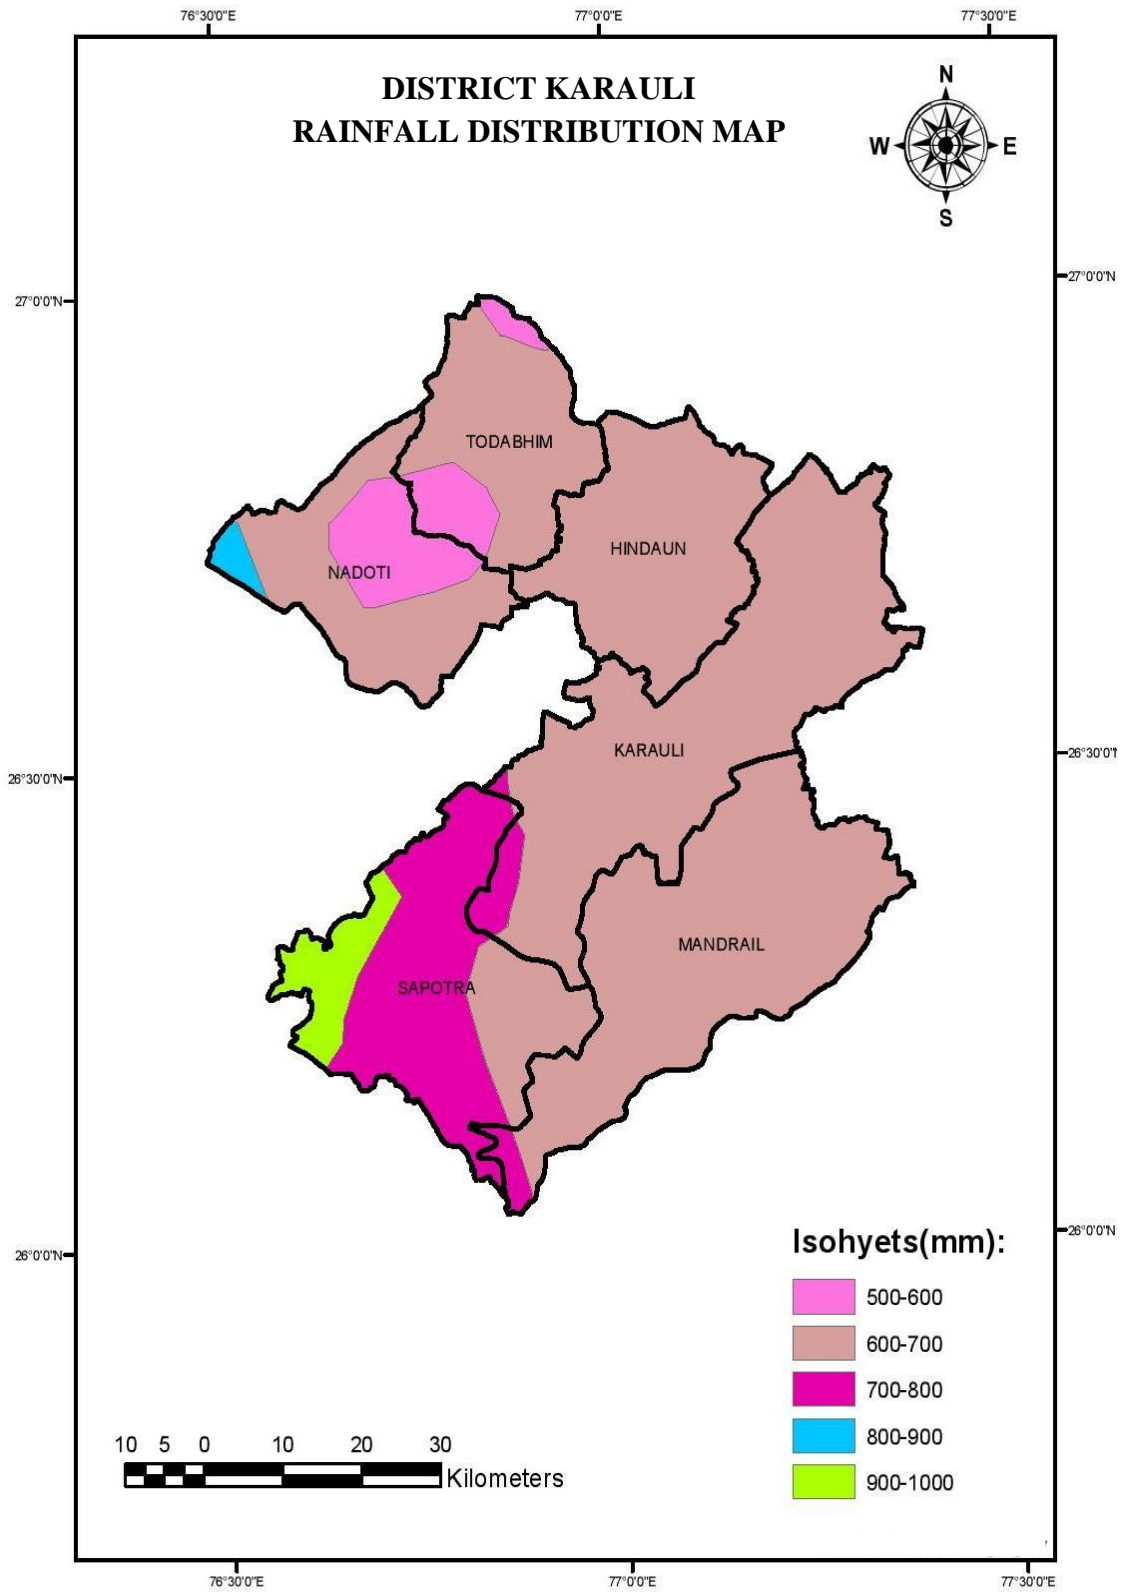 76°30'0"E 77°0'0"E 77°30'0"E
DISTRICT KARAULI
RAINFALL DISTRIBUTION MAP
N
W E
S
27°0'0"N 27°0'0"N
TODABHIM
HINDAUN
NADOTI
KARAULI
26°30'0"N 26°30'0"
MANDRAIL
SAPOTRA
26°0'0"N 26°0'0"N
Isohyets(mm):
500-600
600-700
700-800
800-900
900-1000
10 5 0 10 20 30
Kilometers
76°30'0"E 77°0'0"E 77°30'0"E